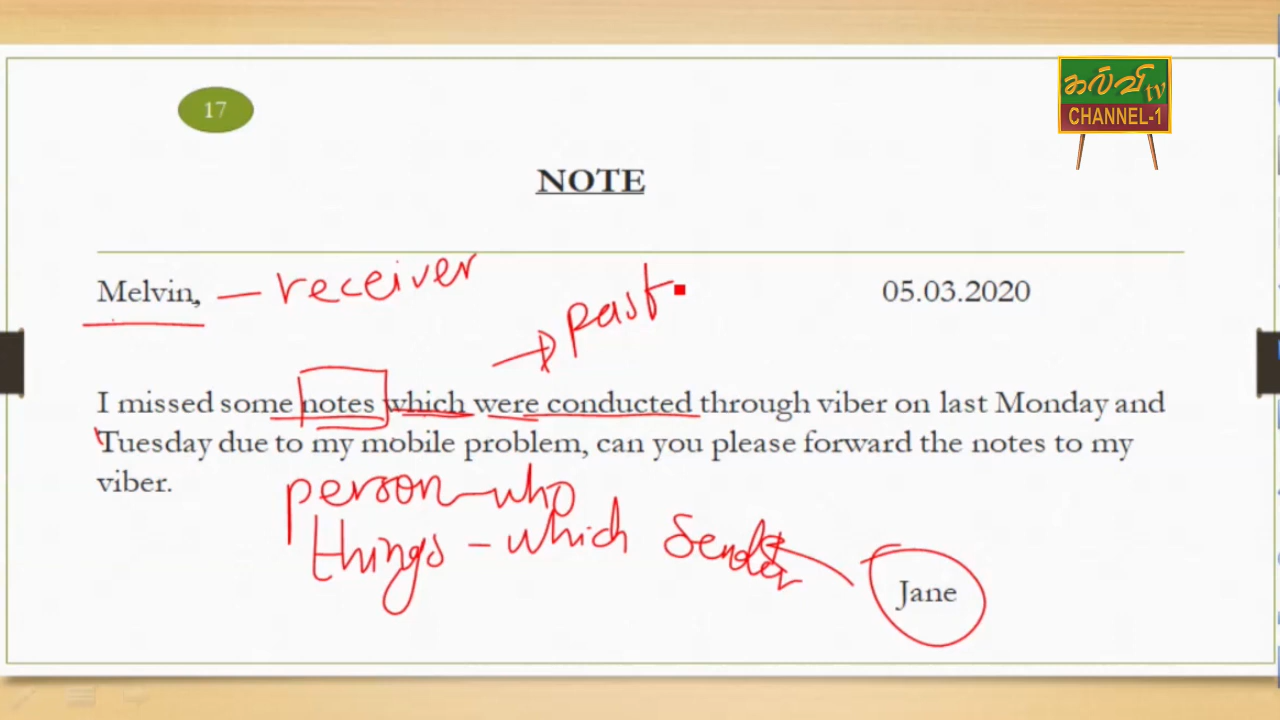 17
கல்வி tv
CHANNEL-1
NOTE
Melvin, — receiver
05.03.2020
→ past
I missed some notes which were conducted through viber on last Monday and
Tuesday due to my mobile problem, can you please forward the notes to my
viber.
person - who
things - which
Sender
Jane